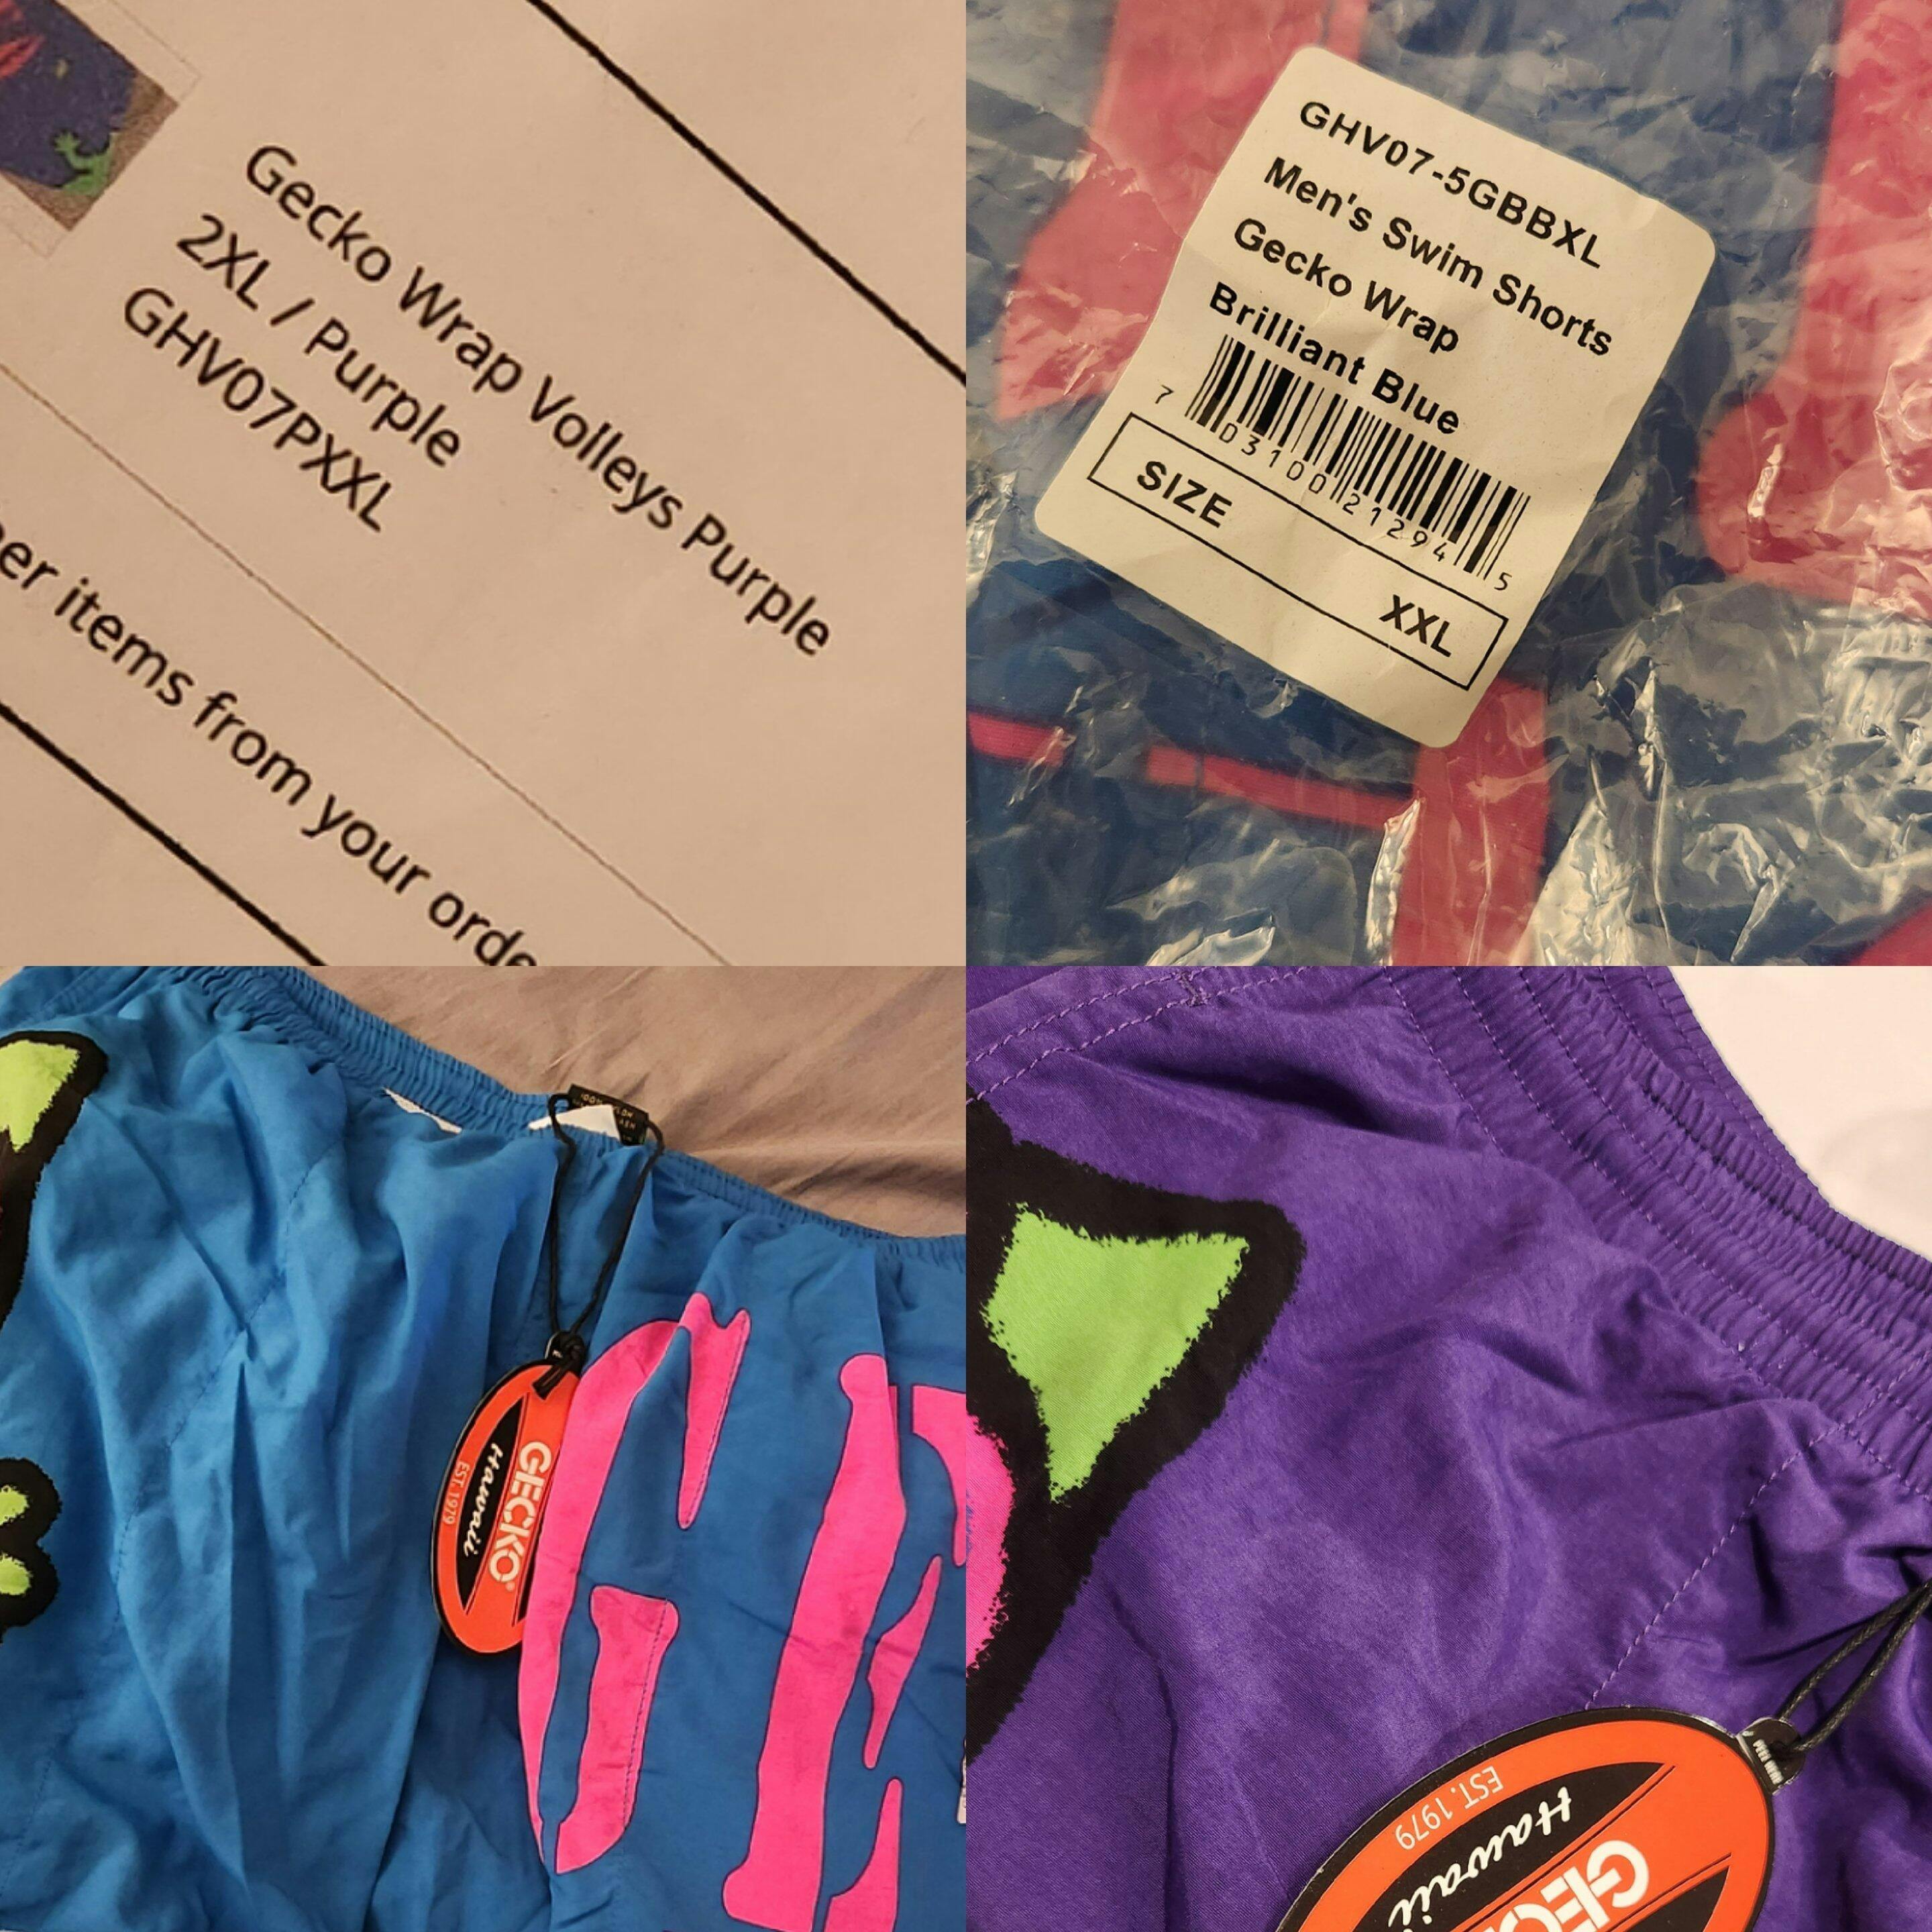 Gecko Wrap Volleys Purple
2XL / Purple
GHV07PXXL
er items from your orde
GHV07-5GBBXL
Men's Swim Shorts
Gecko Wrap
Brilliant Blue
7 03100 21294 5
SIZE
XXL
GECKO
Hawaii
EST. 1979
GE
GECKO
Hawaii
EST. 1979